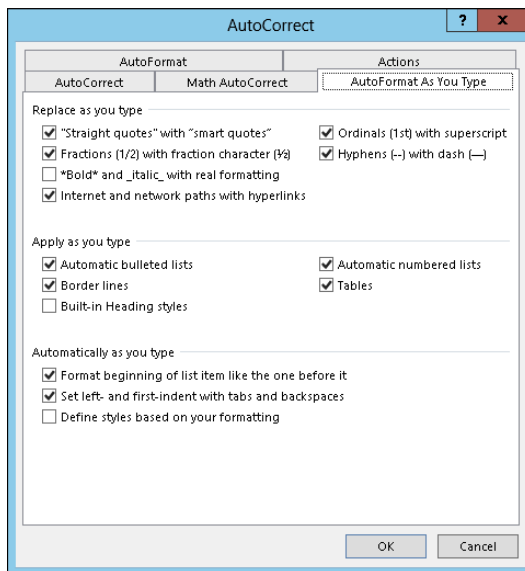 AutoCorrect ? x
AutoFormat Actions
AutoCorrect Math AutoCorrect AutoFormat As You Type
Replace as you type
"Straight quotes" with “smart quotes” Ordinals (1st) with superscript
Fractions (1/2) with fraction character (½) Hyphens (--) with dash (—)
*Bold* and _italic_ with real formatting
Internet and network paths with hyperlinks
Apply as you type
Automatic bulleted lists Automatic numbered lists
Border lines Tables
Built-in Heading styles
Automatically as you type
Format beginning of list item like the one before it
Set left- and first-indent with tabs and backspaces
Define styles based on your formatting
OK Cancel